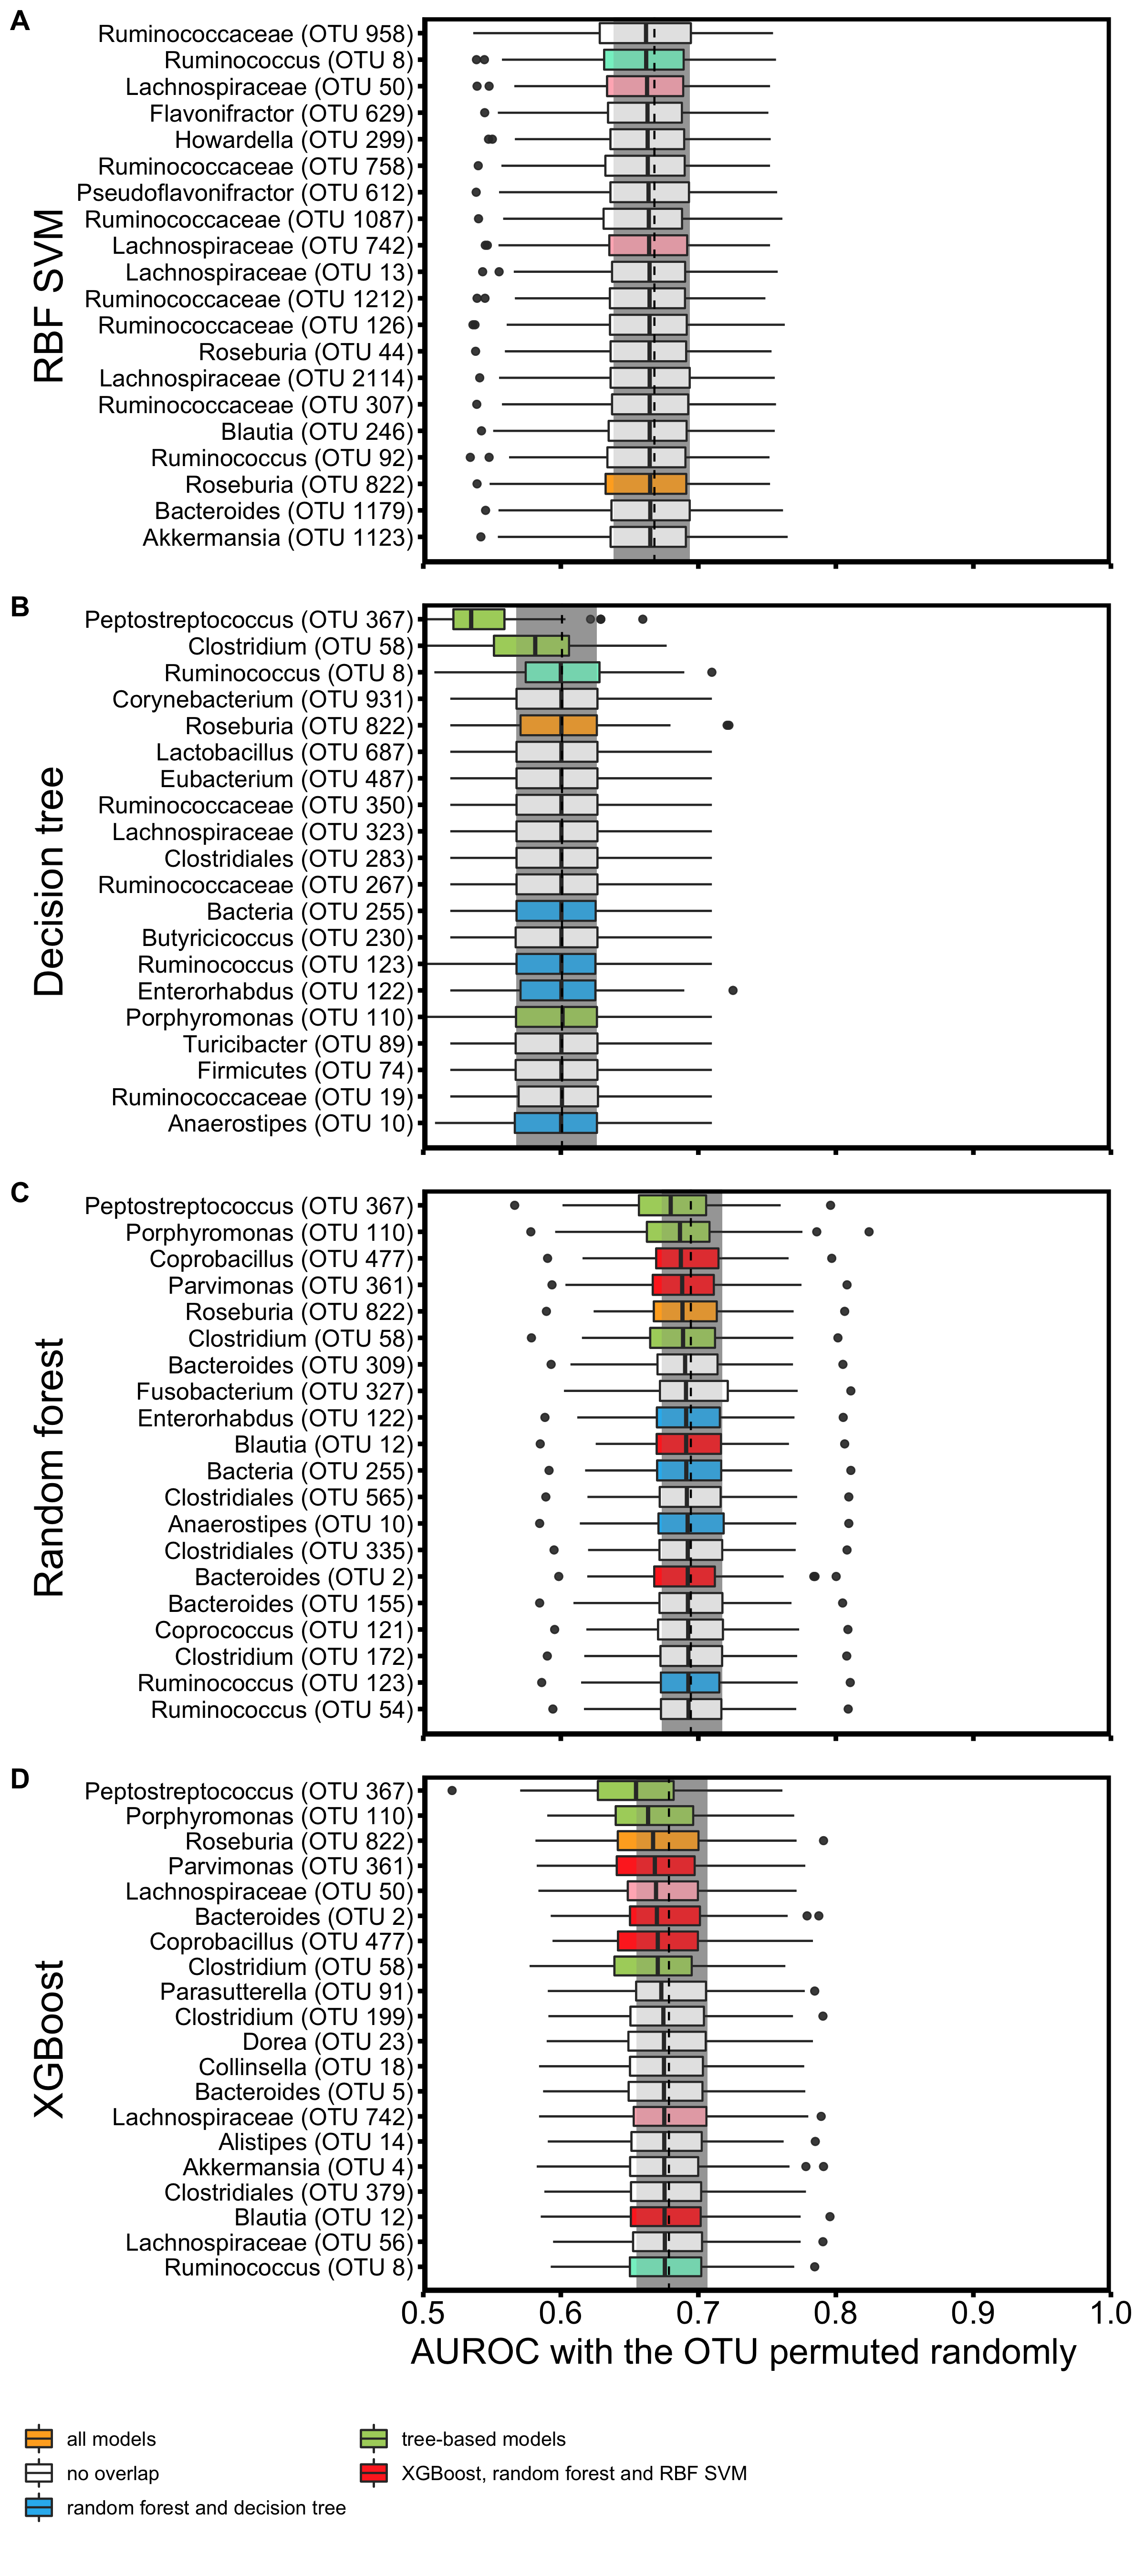 A
RBF SVM
Ruminococcaceae (OTU 958)
Ruminococcus (OTU 8)
Lachnospiraceae (OTU 50)
Flavonifractor (OTU 629)
Howardella (OTU 299)
Ruminococcaceae (OTU 758)
Pseudoflavonifractor (OTU 612)
Ruminococcaceae (OTU 1087)
Lachnospiraceae (OTU 742)
Lachnospiraceae (OTU 13)
Ruminococcaceae (OTU 1212)
Ruminococcaceae (OTU 126)
Roseburia (OTU 44)
Lachnospiraceae (OTU 2114)
Ruminococcaceae (OTU 307)
Blautia (OTU 246)
Ruminococcus (OTU 92)
Roseburia (OTU 822)
Bacteroides (OTU 1179)
Akkermansia (OTU 1123)
B
Decision tree
Peptostreptococcus (OTU 367)
Clostridium (OTU 58)
Ruminococcus (OTU 8)
Corynebacterium (OTU 931)
Roseburia (OTU 822)
Lactobacillus (OTU 687)
Eubacterium (OTU 487)
Ruminococcaceae (OTU 350)
Lachnospiraceae (OTU 323)
Clostridiales (OTU 283)
Ruminococcaceae (OTU 267)
Bacteria (OTU 255)
Butyricicoccus (OTU 230)
Ruminococcus (OTU 123)
Enterorhabdus (OTU 122)
Porphyromonas (OTU 110)
Turicibacter (OTU 89)
Firmicutes (OTU 74)
Ruminococcaceae (OTU 19)
Anaerostipes (OTU 10)
C
Random forest
Peptostreptococcus (OTU 367)
Porphyromonas (OTU 110)
Coprobacillus (OTU 477)
Parvimonas (OTU 361)
Roseburia (OTU 822)
Clostridium (OTU 58)
Bacteroides (OTU 309)
Fusobacterium (OTU 327)
Enterorhabdus (OTU 122)
Blautia (OTU 12)
Bacteria (OTU 255)
Clostridiales (OTU 565)
Anaerostipes (OTU 10)
Clostridiales (OTU 335)
Bacteroides (OTU 2)
Bacteroides (OTU 155)
Coprococcus (OTU 121)
Clostridium (OTU 172)
Ruminococcus (OTU 123)
Ruminococcus (OTU 54)
D
XGBoost
Peptostreptococcus (OTU 367)
Porphyromonas (OTU 110)
Roseburia (OTU 822)
Parvimonas (OTU 361)
Lachnospiraceae (OTU 50)
Bacteroides (OTU 2)
Coprobacillus (OTU 477)
Clostridium (OTU 58)
Parasutterella (OTU 91)
Clostridium (OTU 199)
Dorea (OTU 23)
Collinsella (OTU 18)
Bacteroides (OTU 5)
Lachnospiraceae (OTU 742)
Alistipes (OTU 14)
Akkermansia (OTU 4)
Clostridiales (OTU 379)
Blautia (OTU 12)
Lachnospiraceae (OTU 56)
Ruminococcus (OTU 8)
0.5 0.6 0.7 0.8 0.9 1.0
AUROC with the OTU permuted randomly
all models
no overlap
random forest and decision tree
tree-based models
XGBoost, random forest and RBF SVM